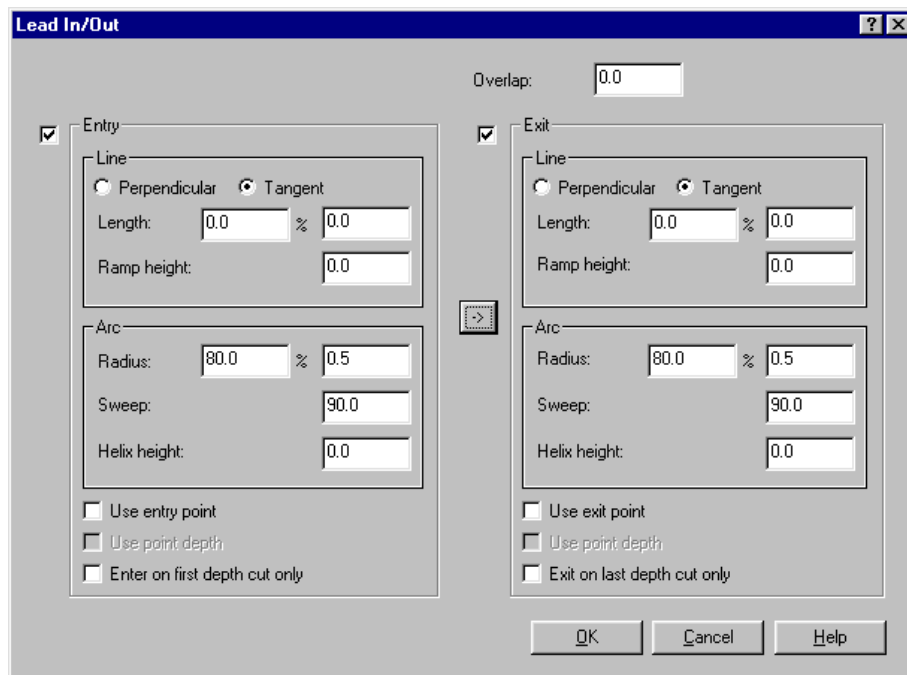 Lead In/Out
Overlap: 0.0
Entry
Line
Perpendicular Tangent
Length: 0.0 % 0.0
Ramp height: 0.0
Arc
Radius: 80.0 % 0.5
Sweep: 90.0
Helix height: 0.0
Use entry point
Use point depth
Enter on first depth cut only
->
Exit
Line
Perpendicular Tangent
Length: 0.0 % 0.0
Ramp height: 0.0
Arc
Radius: 80.0 % 0.5
Sweep: 90.0
Helix height: 0.0
Use exit point
Use point depth
Exit on last depth cut only
OK Cancel Help